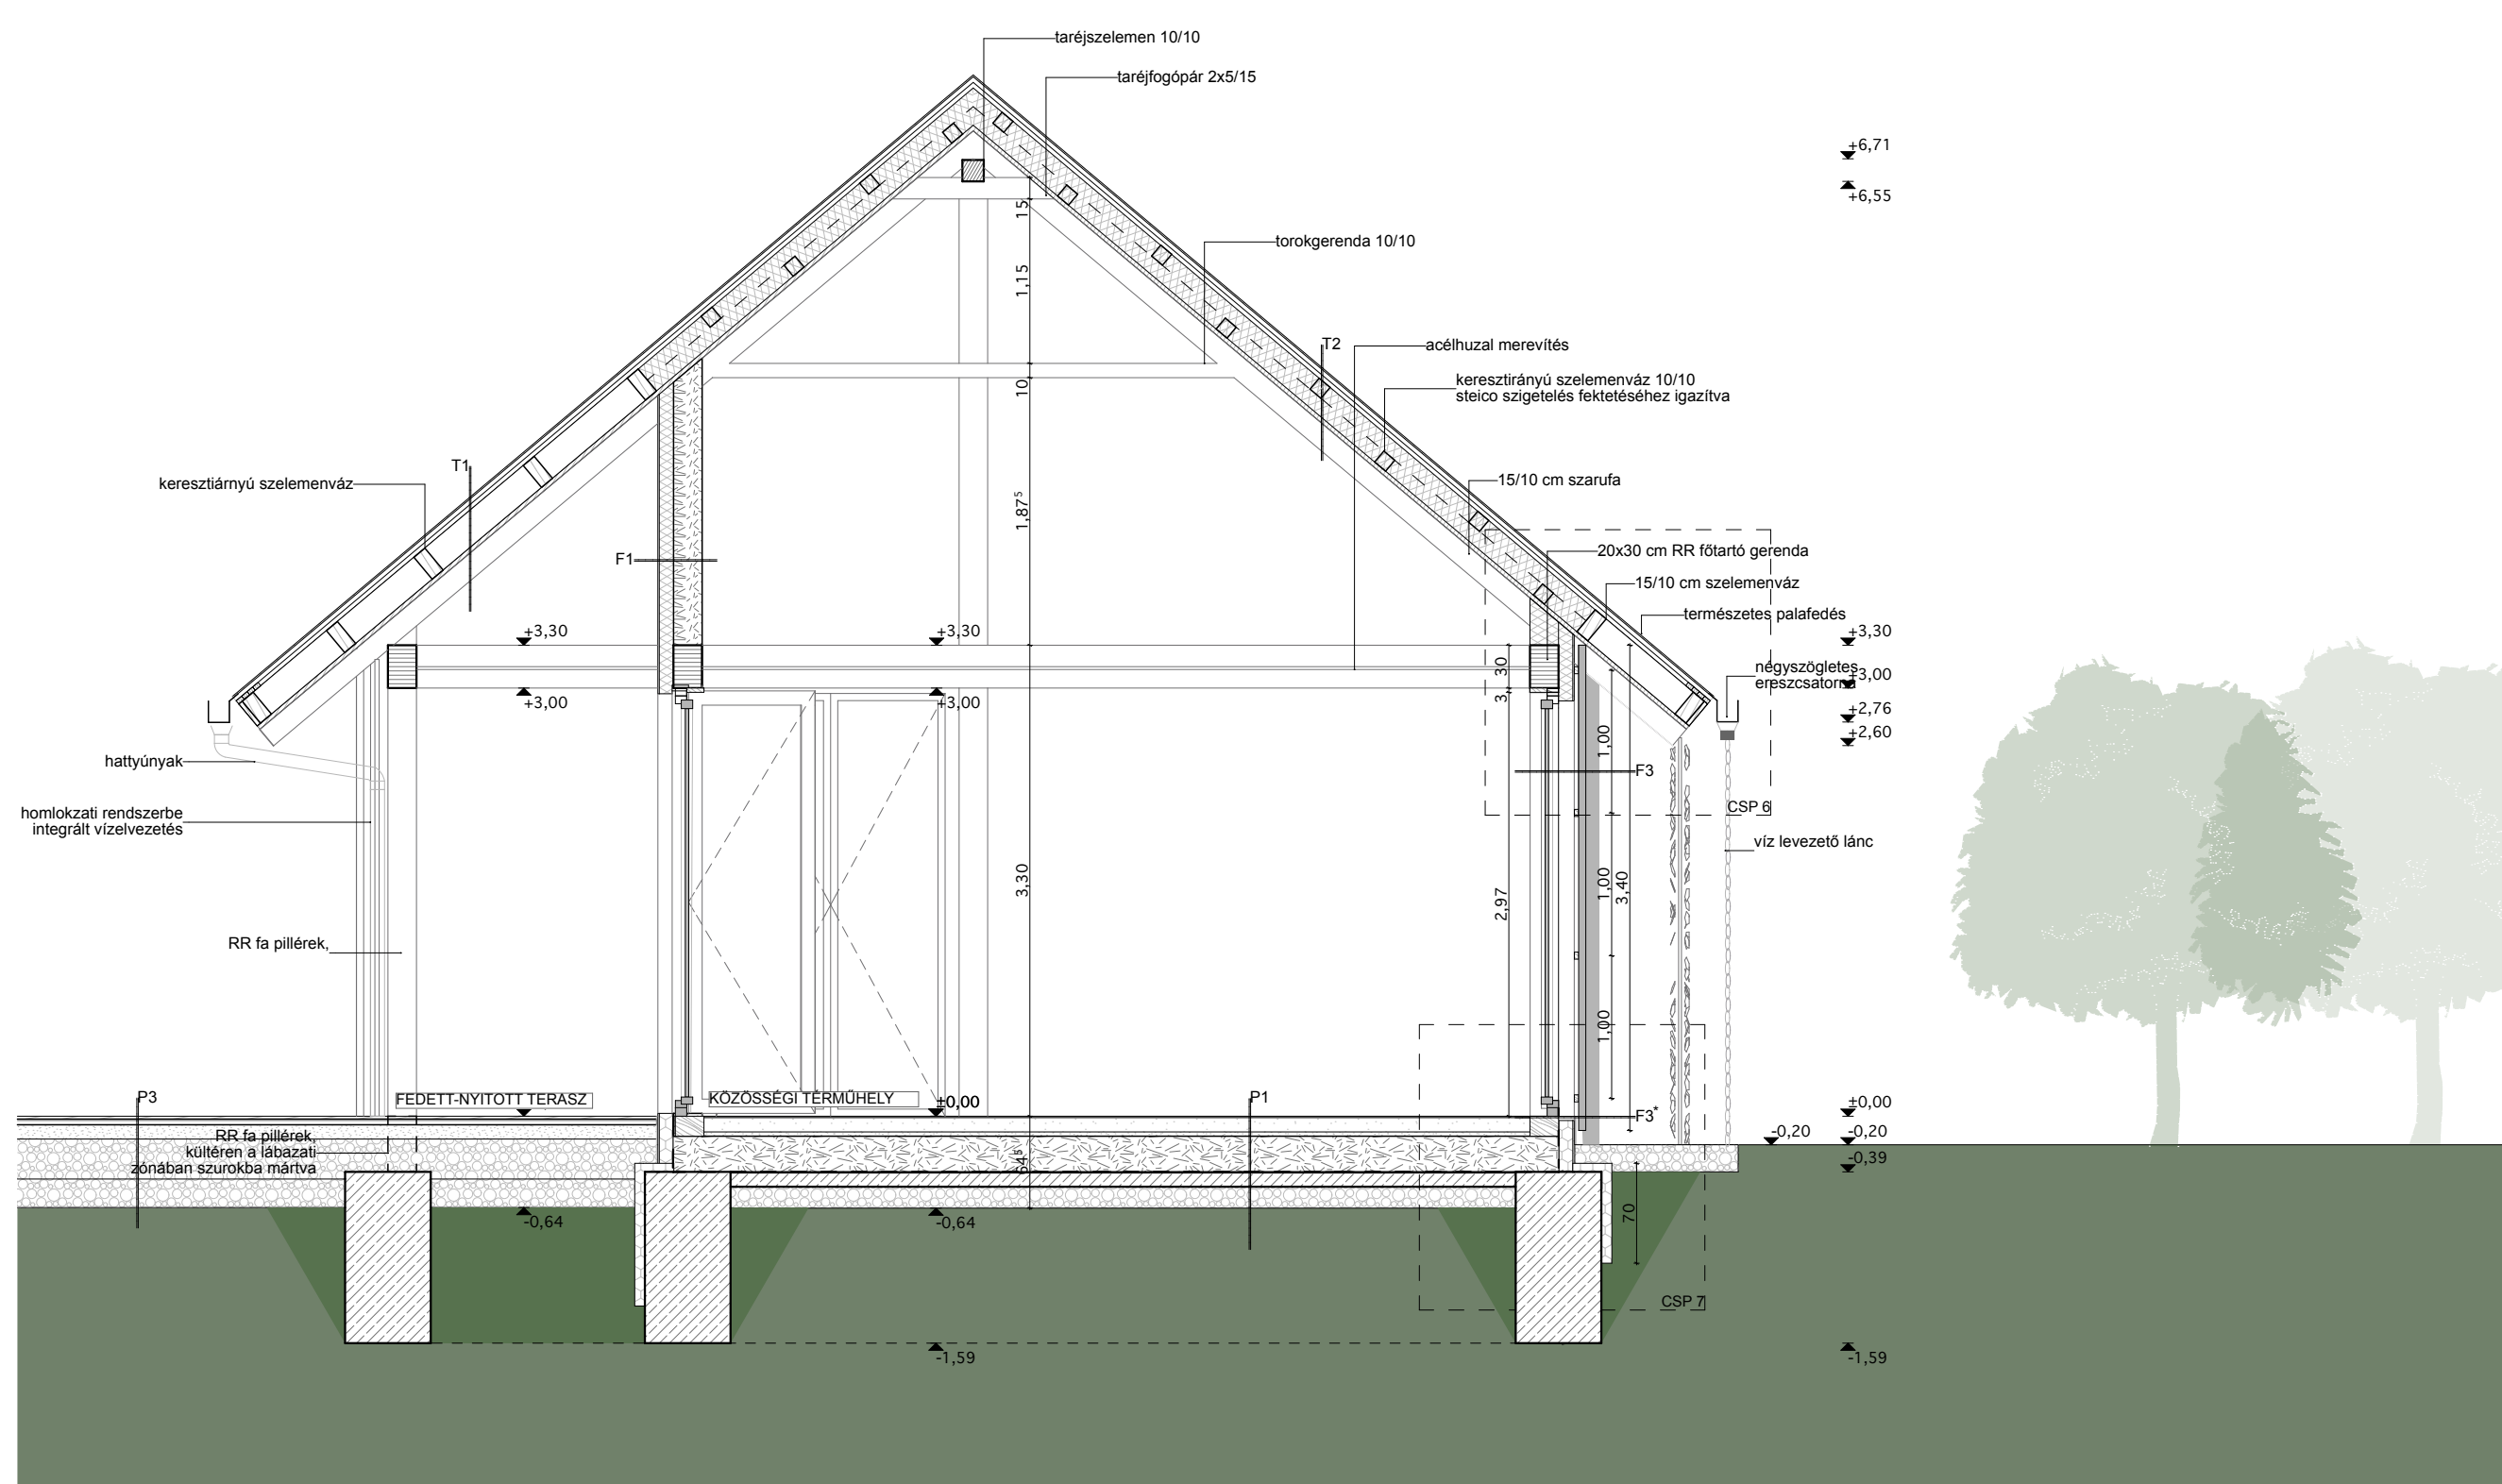 taréjszelemen 10/10
taréjfogópár 2x5/15
+6,71
+6,55
15
torokgerenda 10/10
1,15
T2
acélhuzal merevítés
10
keresztirányú szelemenváz 10/10
steico szigetelés fektetéséhez igazítva
T1
keresztiárnyú szelemenváz
15/10 cm szarufa
1,87⁵
F1
20x30 cm RR főtartó gerenda
15/10 cm szelemenváz
természetes palafedés
+3,30
+3,30
+3,30
30
négyszögletes
ereszcsatorna
+3,00
3
+3,00
+3,00
+2,76
+2,60
1,00
hattyúnyak
F3
CSP 6
homlokzati rendszerbe
integrált vízelvezetés
víz levezető lánc
3,30
1,00
3,40
2,97
RR fa pillérek,
1,00
P3
FEDETT-NYITOTT TERASZ
KÖZÖSSÉGI TÉRMŰHELY
±0,00
P1
±0,00
F3*
RR fa pillérek,
kültéren a lábazati
zónában szurokba mártva
-0,20
-0,20
-0,39
64⁵
70
-0,64
-0,64
CSP 7
-1,59
-1,59